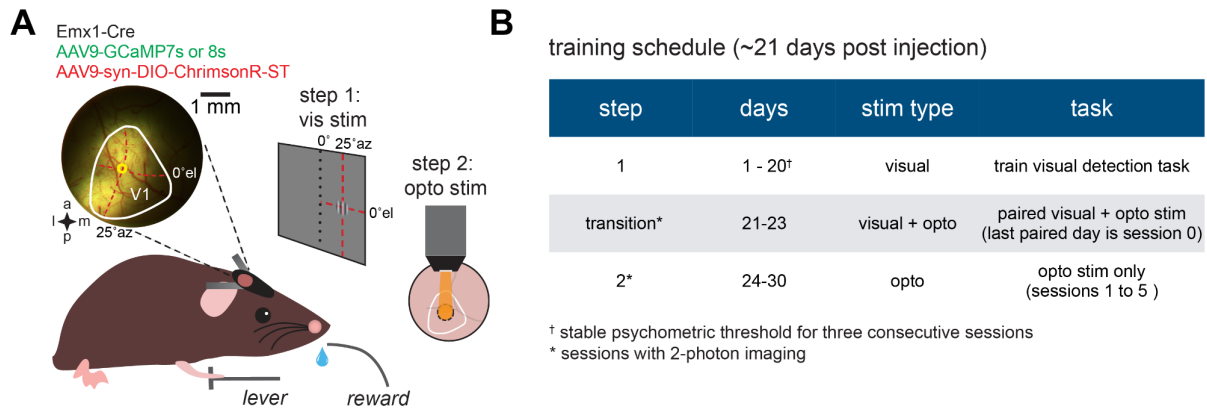 A
Emx1-Cre
AAV9-GCaMP7s or 8s
AAV9-syn-DIO-ChrimsonR-ST
1 mm
0˚el
V1
a
l
m
p
25˚az
step 1:
vis stim
0˚
25˚az
0˚el
step 2:
opto stim
lever
reward
B
training schedule (~21 days post injection)
step days stim type task
1 1 - 20† visual train visual detection task
transition* 21-23 visual + opto paired visual + opto stim
(last paired day is session 0)
2* 24-30 opto opto stim only
(sessions 1 to 5 )
† stable psychometric threshold for three consecutive sessions
* sessions with 2-photon imaging